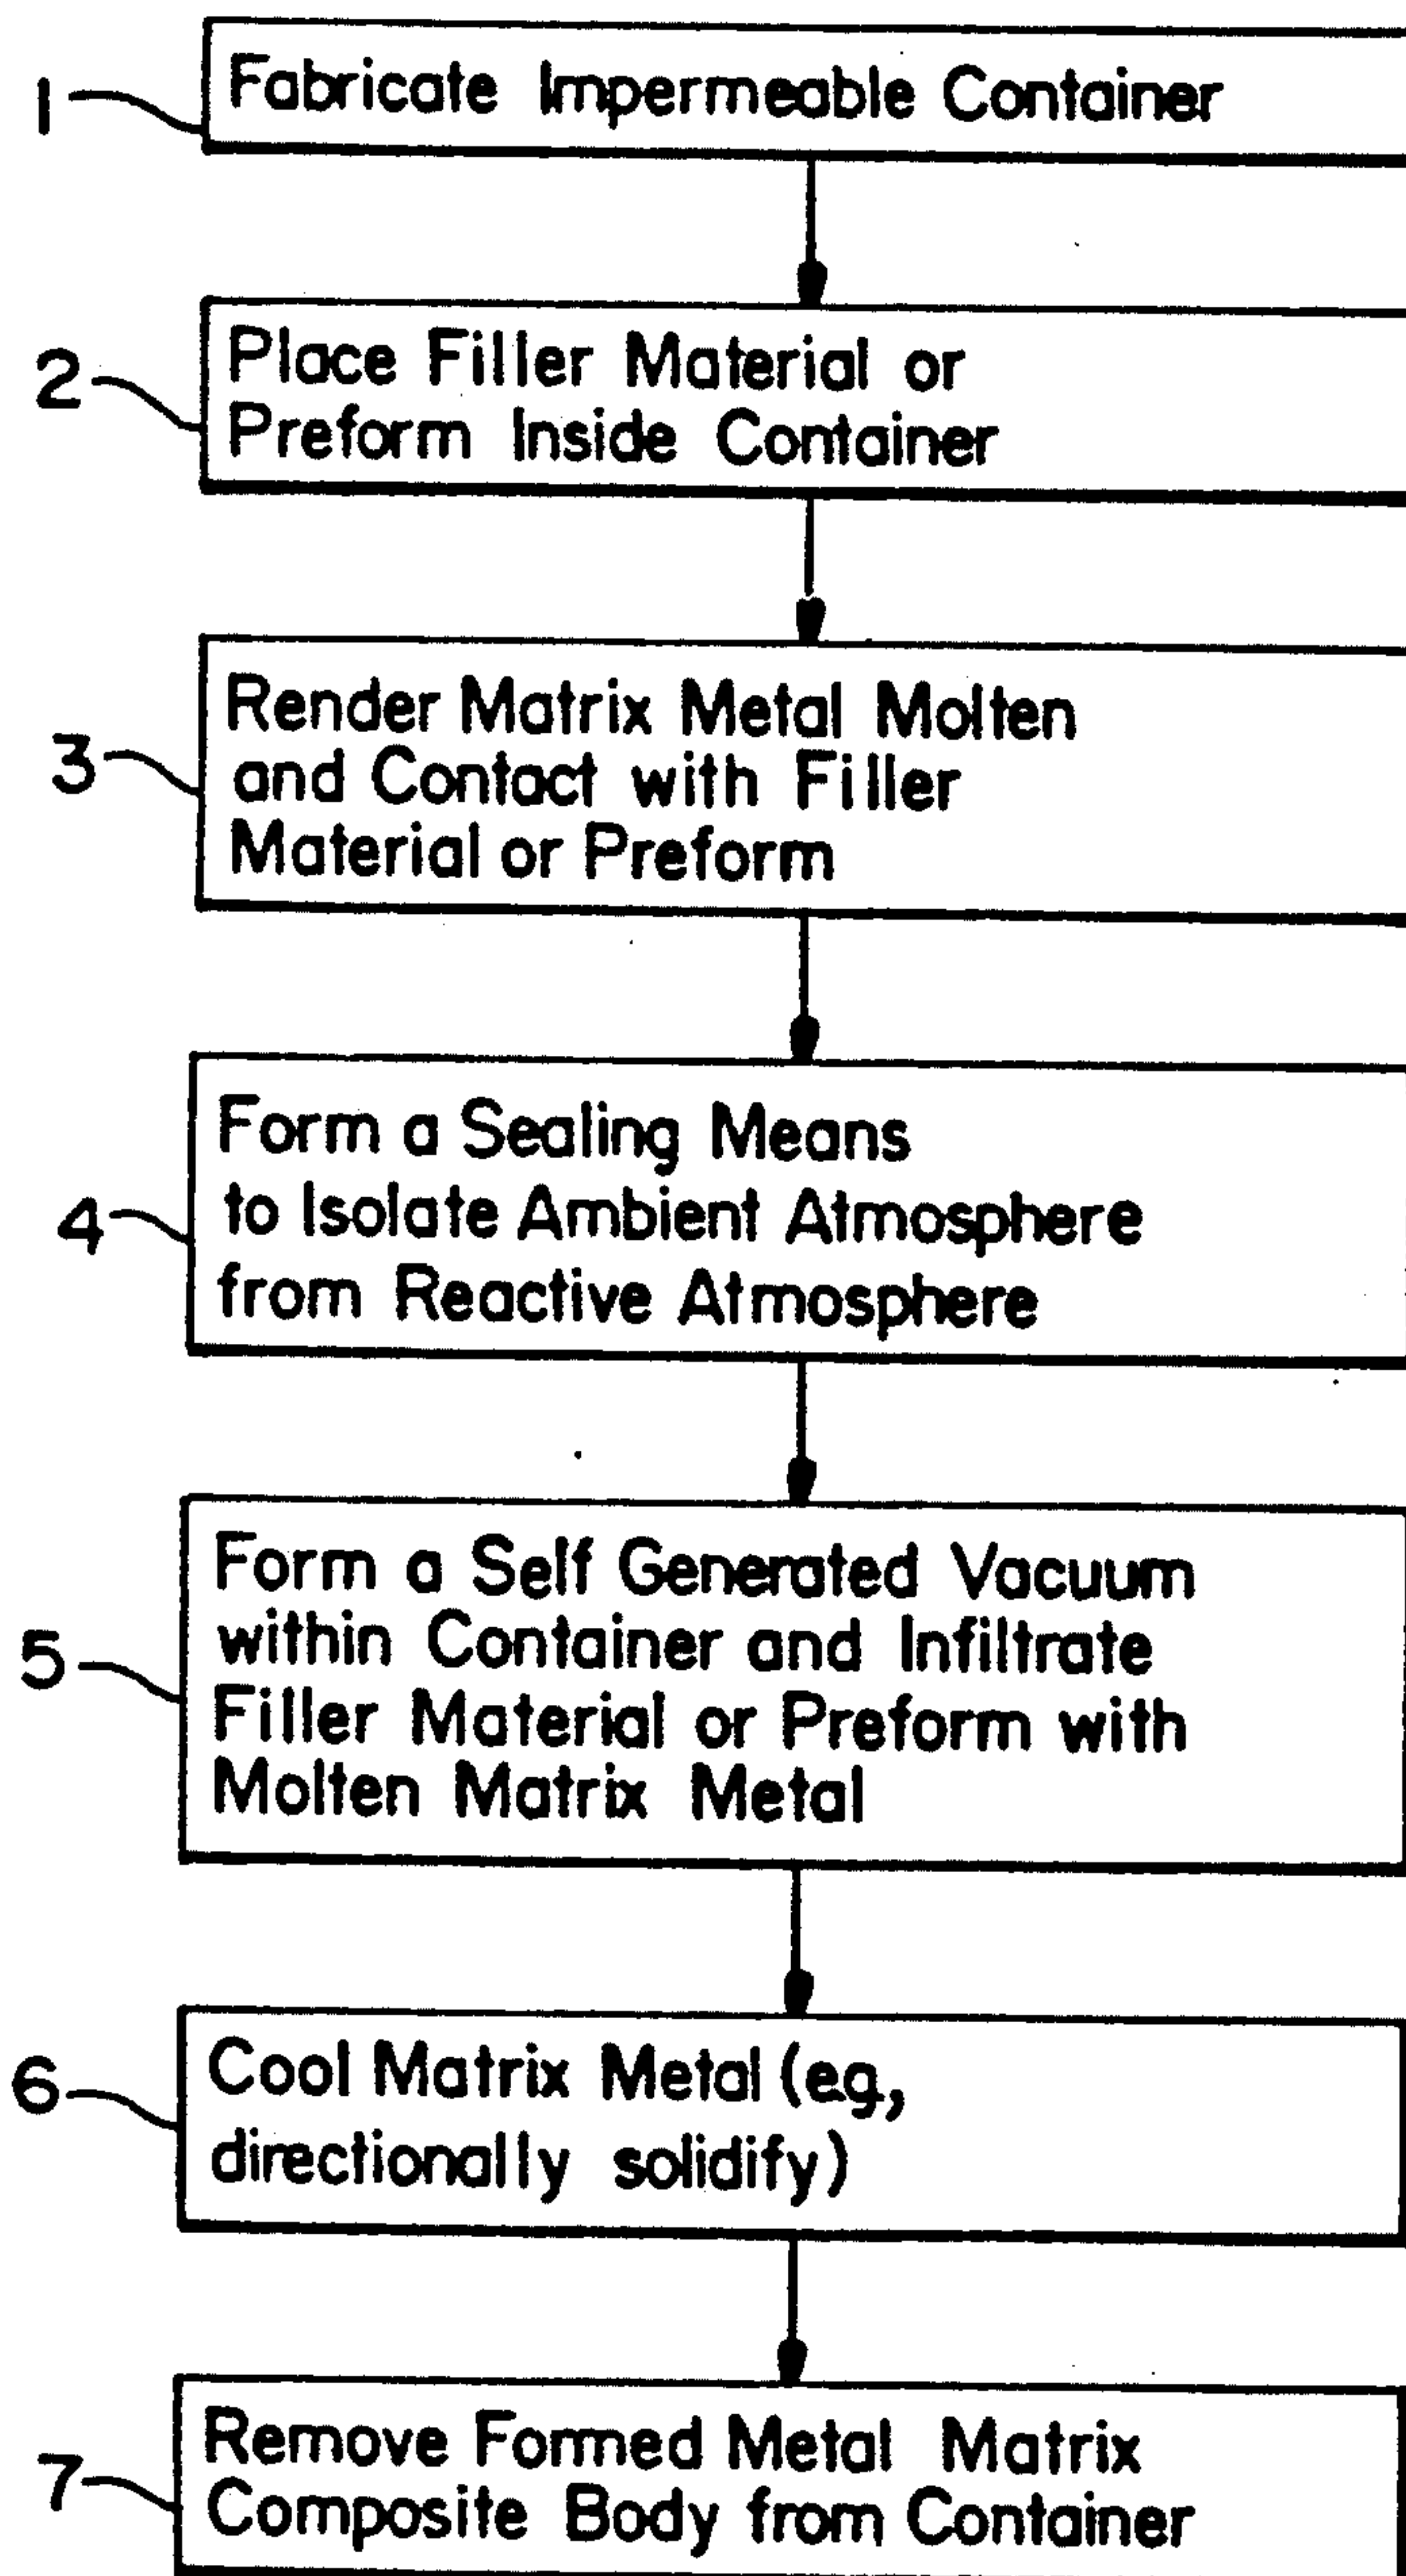 1
Fabricate Impermeable Container
2
Place Filler Material or
Preform Inside Container
3
Render Matrix Metal Molten
and Contact with Filler
Material or Preform
4
Form a Sealing Means
to Isolate Ambient Atmosphere
from Reactive Atmosphere
5
Form a Self Generated Vacuum
within Container and Infiltrate
Filler Material or Preform with
Molten Matrix Metal
6
Cool Matrix Metal (e.g.,
directionally solidify)
7
Remove Formed Metal Matrix
Composite Body from Container